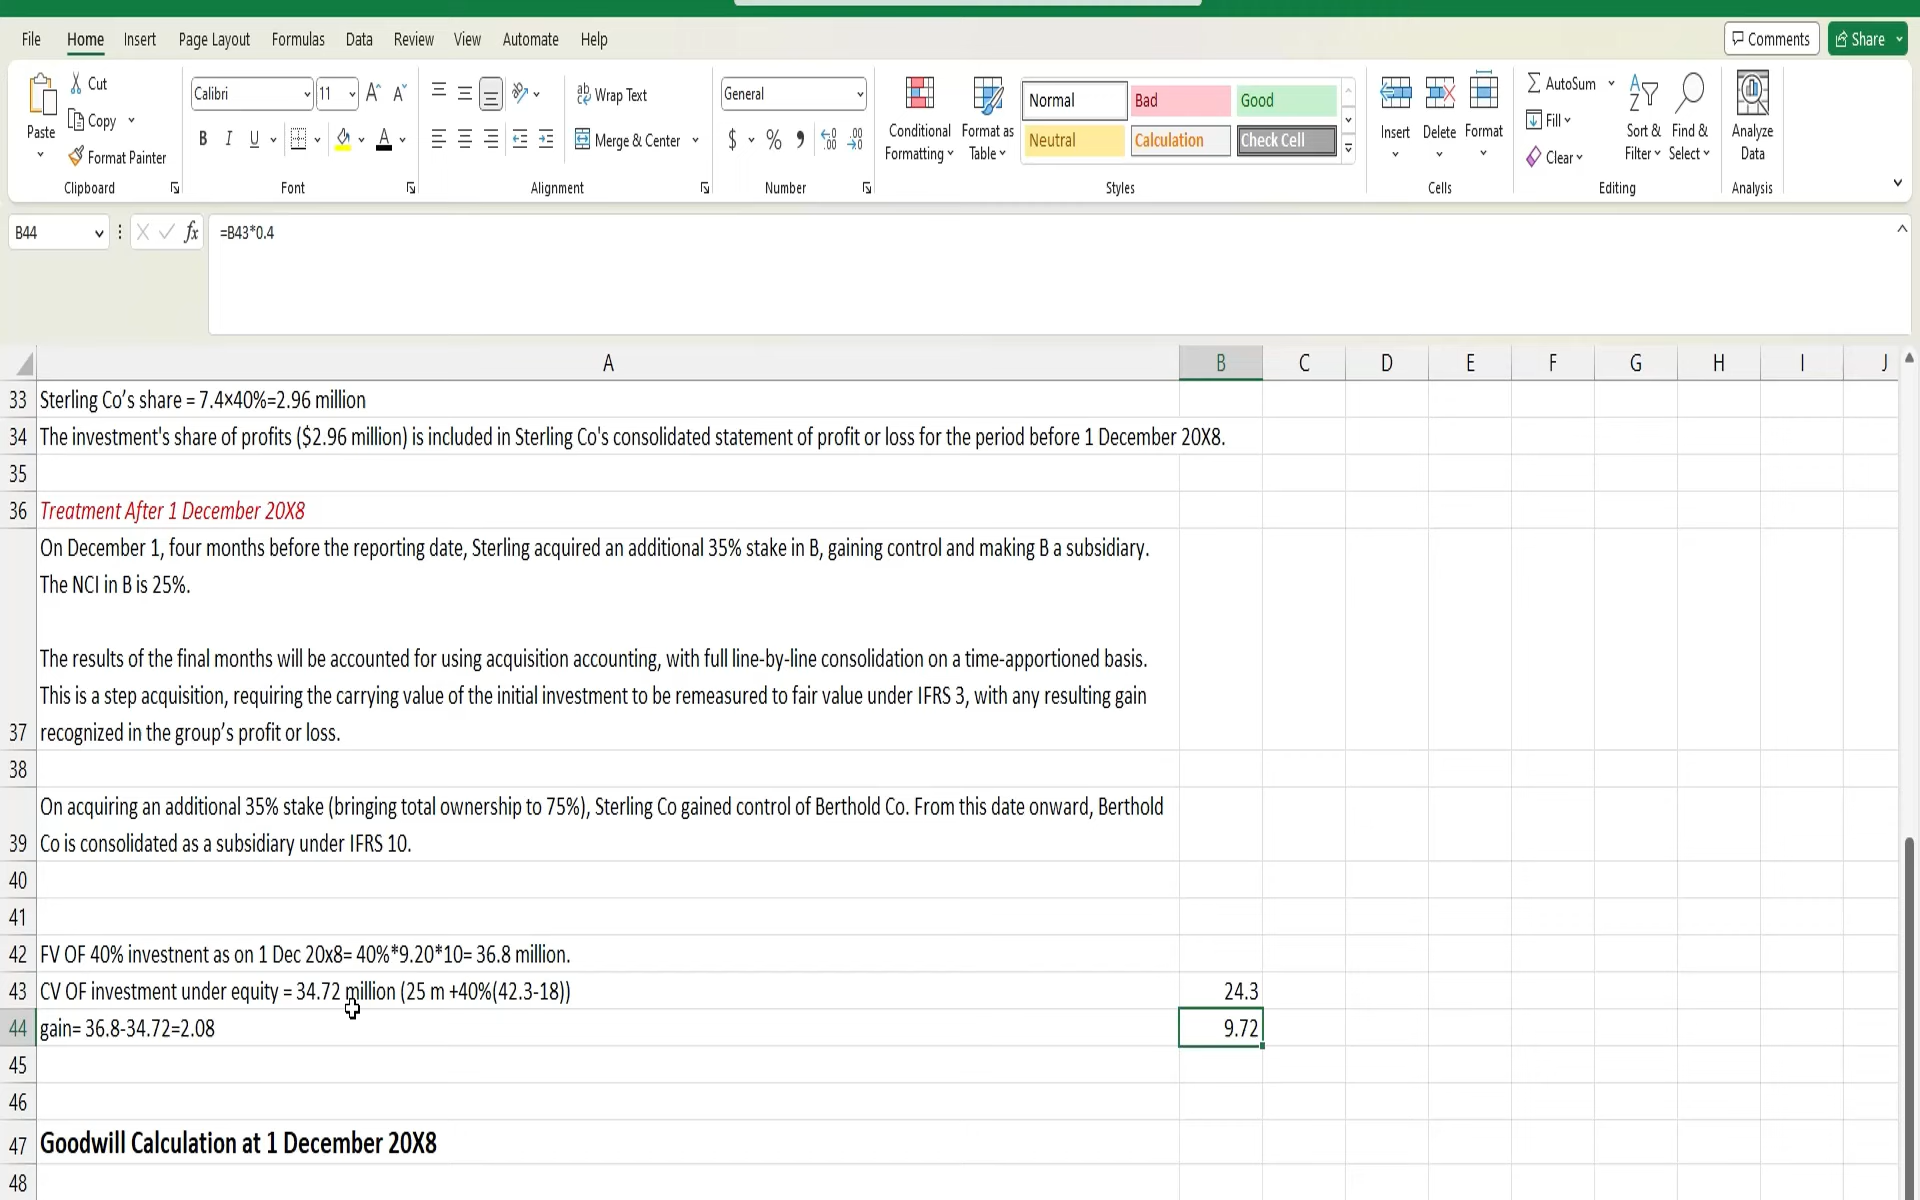 File Home Insert Page Layout Formulas Data Review View Automate Help Comments Share
Paste Cut Copy Format Painter
Clipboard
Calibri 11 A A
B I U A
Font
ab Wrap Text
Merge & Center
Alignment
General
$ % , .00 .00
Number
Conditional Formatting Format as Table
Normal Bad Good
Neutral Calculation Check Cell
Styles
Insert Delete Format
Cells
AutoSum Fill Clear
Sort & Filter Find & Select
Editing
Analyze Data
Analysis
B44 fx =B43*0.4
A B C D E F G H I J
33 Sterling Co’s share = 7.4×40%=2.96 million
34 The investment's share of profits ($2.96 million) is included in Sterling Co's consolidated statement of profit or loss for the period before 1 December 20X8.
35
36 Treatment After 1 December 20X8
On December 1, four months before the reporting date, Sterling acquired an additional 35% stake in B, gaining control and making B a subsidiary.
The NCI in B is 25%.
The results of the final months will be accounted for using acquisition accounting, with full line-by-line consolidation on a time-apportioned basis.
This is a step acquisition, requiring the carrying value of the initial investment to be remeasured to fair value under IFRS 3, with any resulting gain
37 recognized in the group’s profit or loss.
38
On acquiring an additional 35% stake (bringing total ownership to 75%), Sterling Co gained control of Berthold Co. From this date onward, Berthold
39 Co is consolidated as a subsidiary under IFRS 10.
40
41
42 FV OF 40% investnent as on 1 Dec 20x8= 40%*9.20*10= 36.8 million.
43 CV OF investment under equity = 34.72 million (25 m +40%(42.3-18)) 24.3
44 gain= 36.8-34.72=2.08 9.72
45
46
47 Goodwill Calculation at 1 December 20X8
48